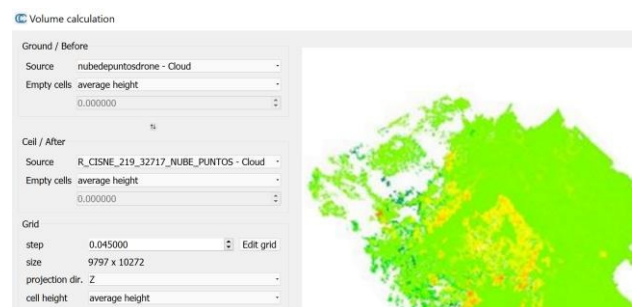 Volume calculation
Ground / Before
Source nubedepuntosdrone - Cloud
Empty cells average height
0.000000
Ceil / After
Source R_CISNE_219_32717_NUBE_PUNTOS - Cloud
Empty cells average height
0.000000
Grid
step 0.045000 Edit grid
size 9797 x 10272
projection dir. Z
cell height average height